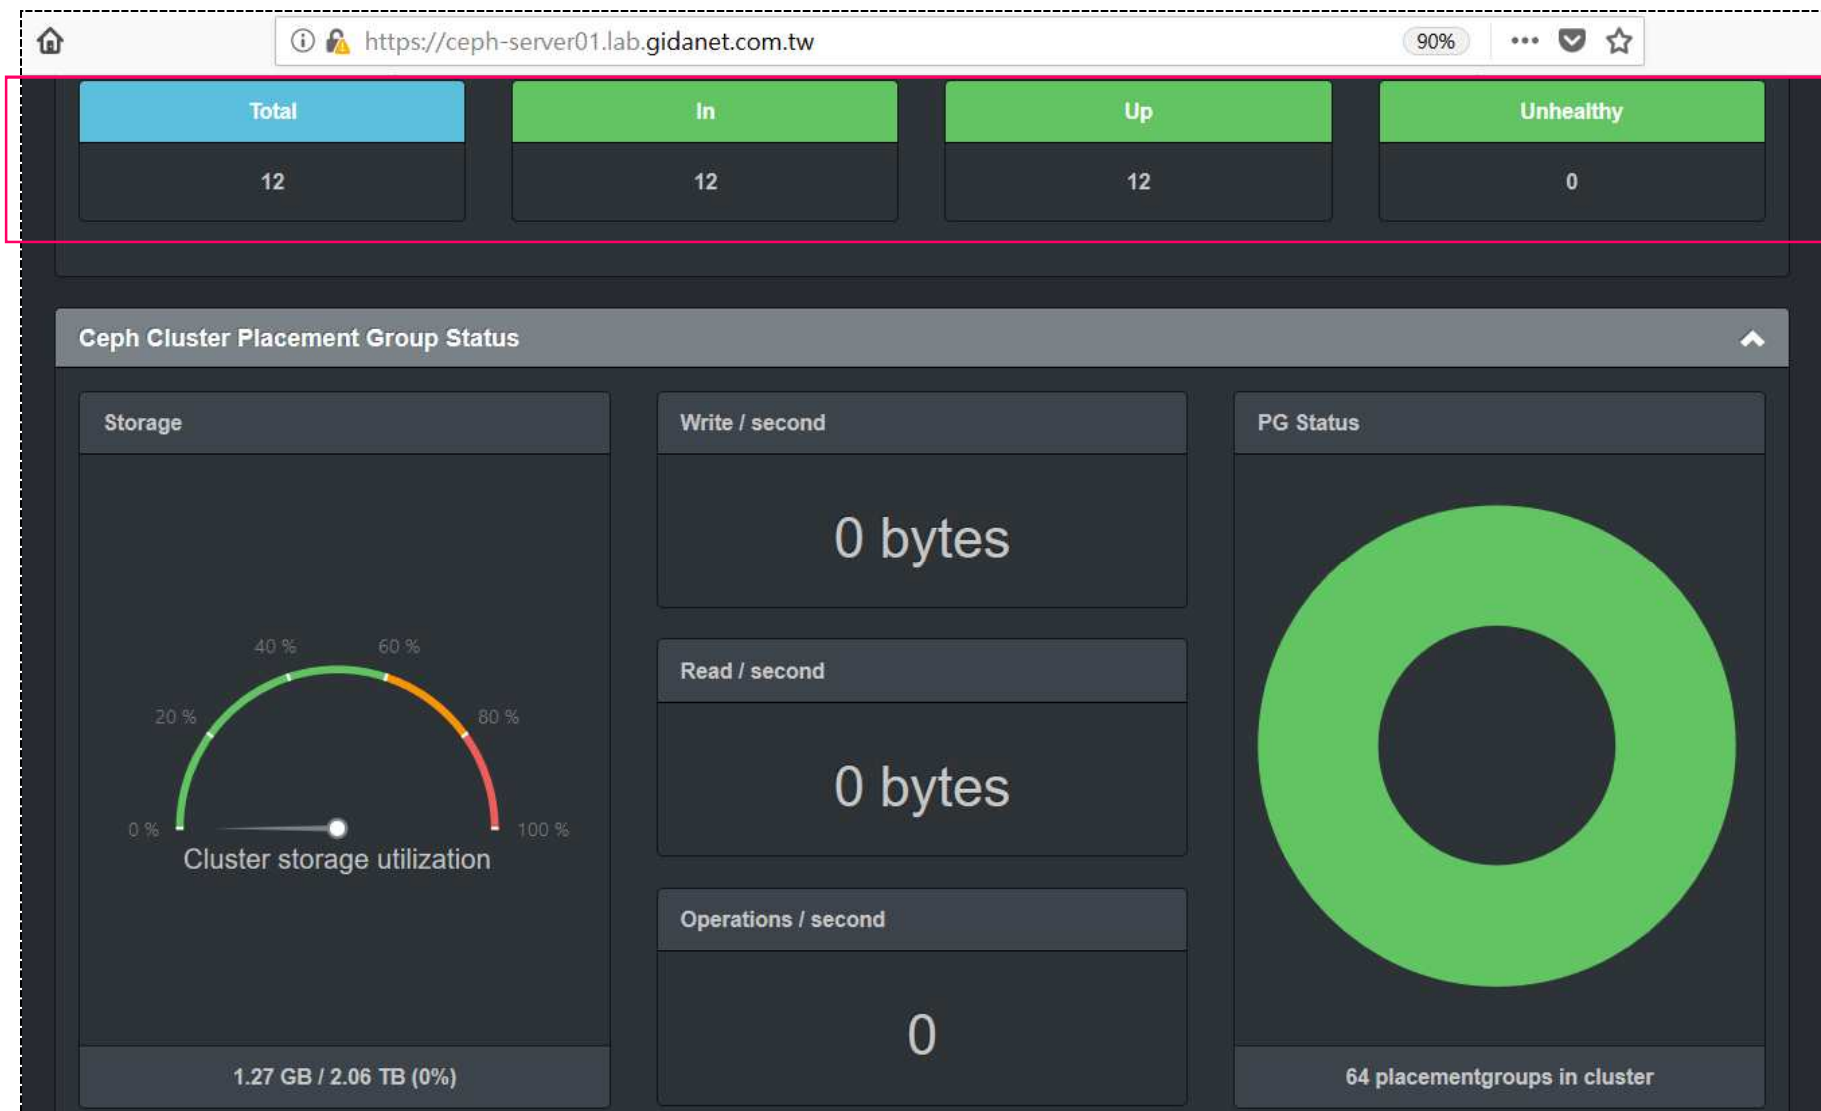 https://ceph-server01.lab.gidanet.com.tw 90%
Total In Up Unhealthy
12 12 12 0
Ceph Cluster Placement Group Status
Storage Write / second PG Status
0 bytes
40 % 60 %
Read / second
20 % 80 %
0 bytes
0 % 100 %
Cluster storage utilization
Operations / second
0
1.27 GB / 2.06 TB (0%) 64 placementgroups in cluster